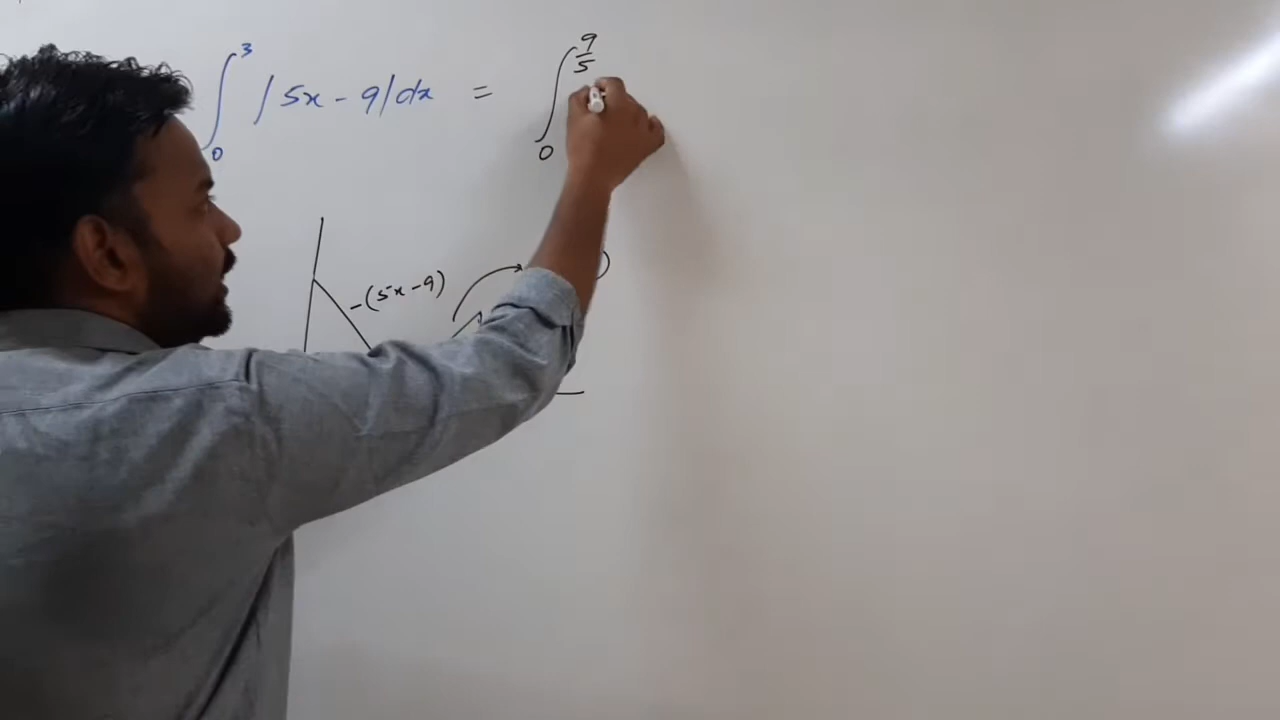 ∫₀³ |5x - 9| dx = ∫₀^{9/5}
-(5x-9)